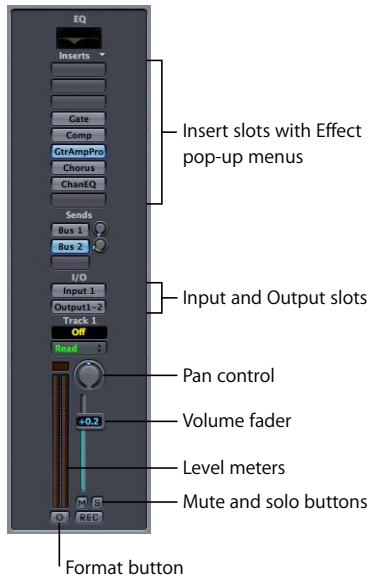 EQ
Inserts
Gate
Comp
GtrAmpPro
Chorus
ChanEQ
Insert slots with Effect
pop-up menus
Sends
Bus 1
Bus 2
I/O
Input 1
Output1-2
Input and Output slots
Track 1
Off
Read
Pan control
+0.2
Volume fader
Level meters
M S
Mute and solo buttons
O REC
Format button